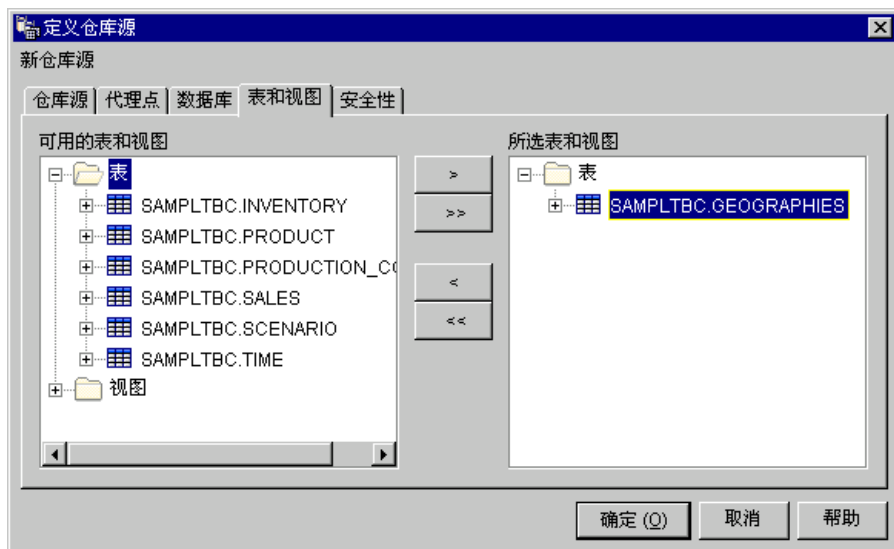 定义仓库源
新仓库源
仓库源 代理点 数据库 表和视图 安全性
可用的表和视图
表
SAMPLTBC.INVENTORY
SAMPLTBC.PRODUCT
SAMPLTBC.PRODUCTION_CO
SAMPLTBC.SALES
SAMPLTBC.SCENARIO
SAMPLTBC.TIME
视图
>
>>
<
<<
所选表和视图
表
SAMPLTBC.GEOGRAPHIES
确定 (O) 取消 帮助